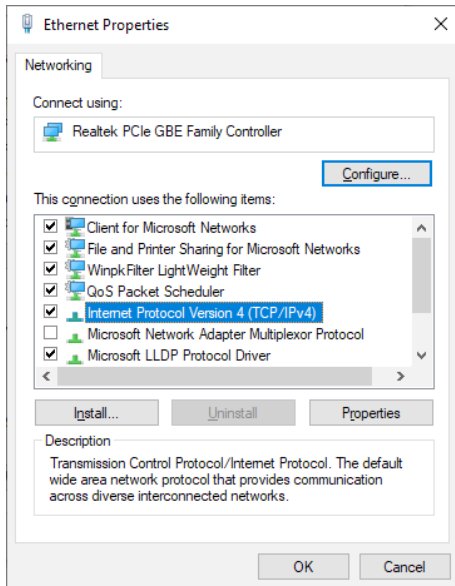 Ethernet Properties
Networking
Connect using:
Realtek PCIe GBE Family Controller
Configure...
This connection uses the following items:
Client for Microsoft Networks
File and Printer Sharing for Microsoft Networks
WinpkFilter LightWeight Filter
QoS Packet Scheduler
Internet Protocol Version 4 (TCP/IPv4)
Microsoft Network Adapter Multiplexor Protocol
Microsoft LLDP Protocol Driver
Install...
Uninstall
Properties
Description
Transmission Control Protocol/Internet Protocol. The default
wide area network protocol that provides communication
across diverse interconnected networks.
OK
Cancel